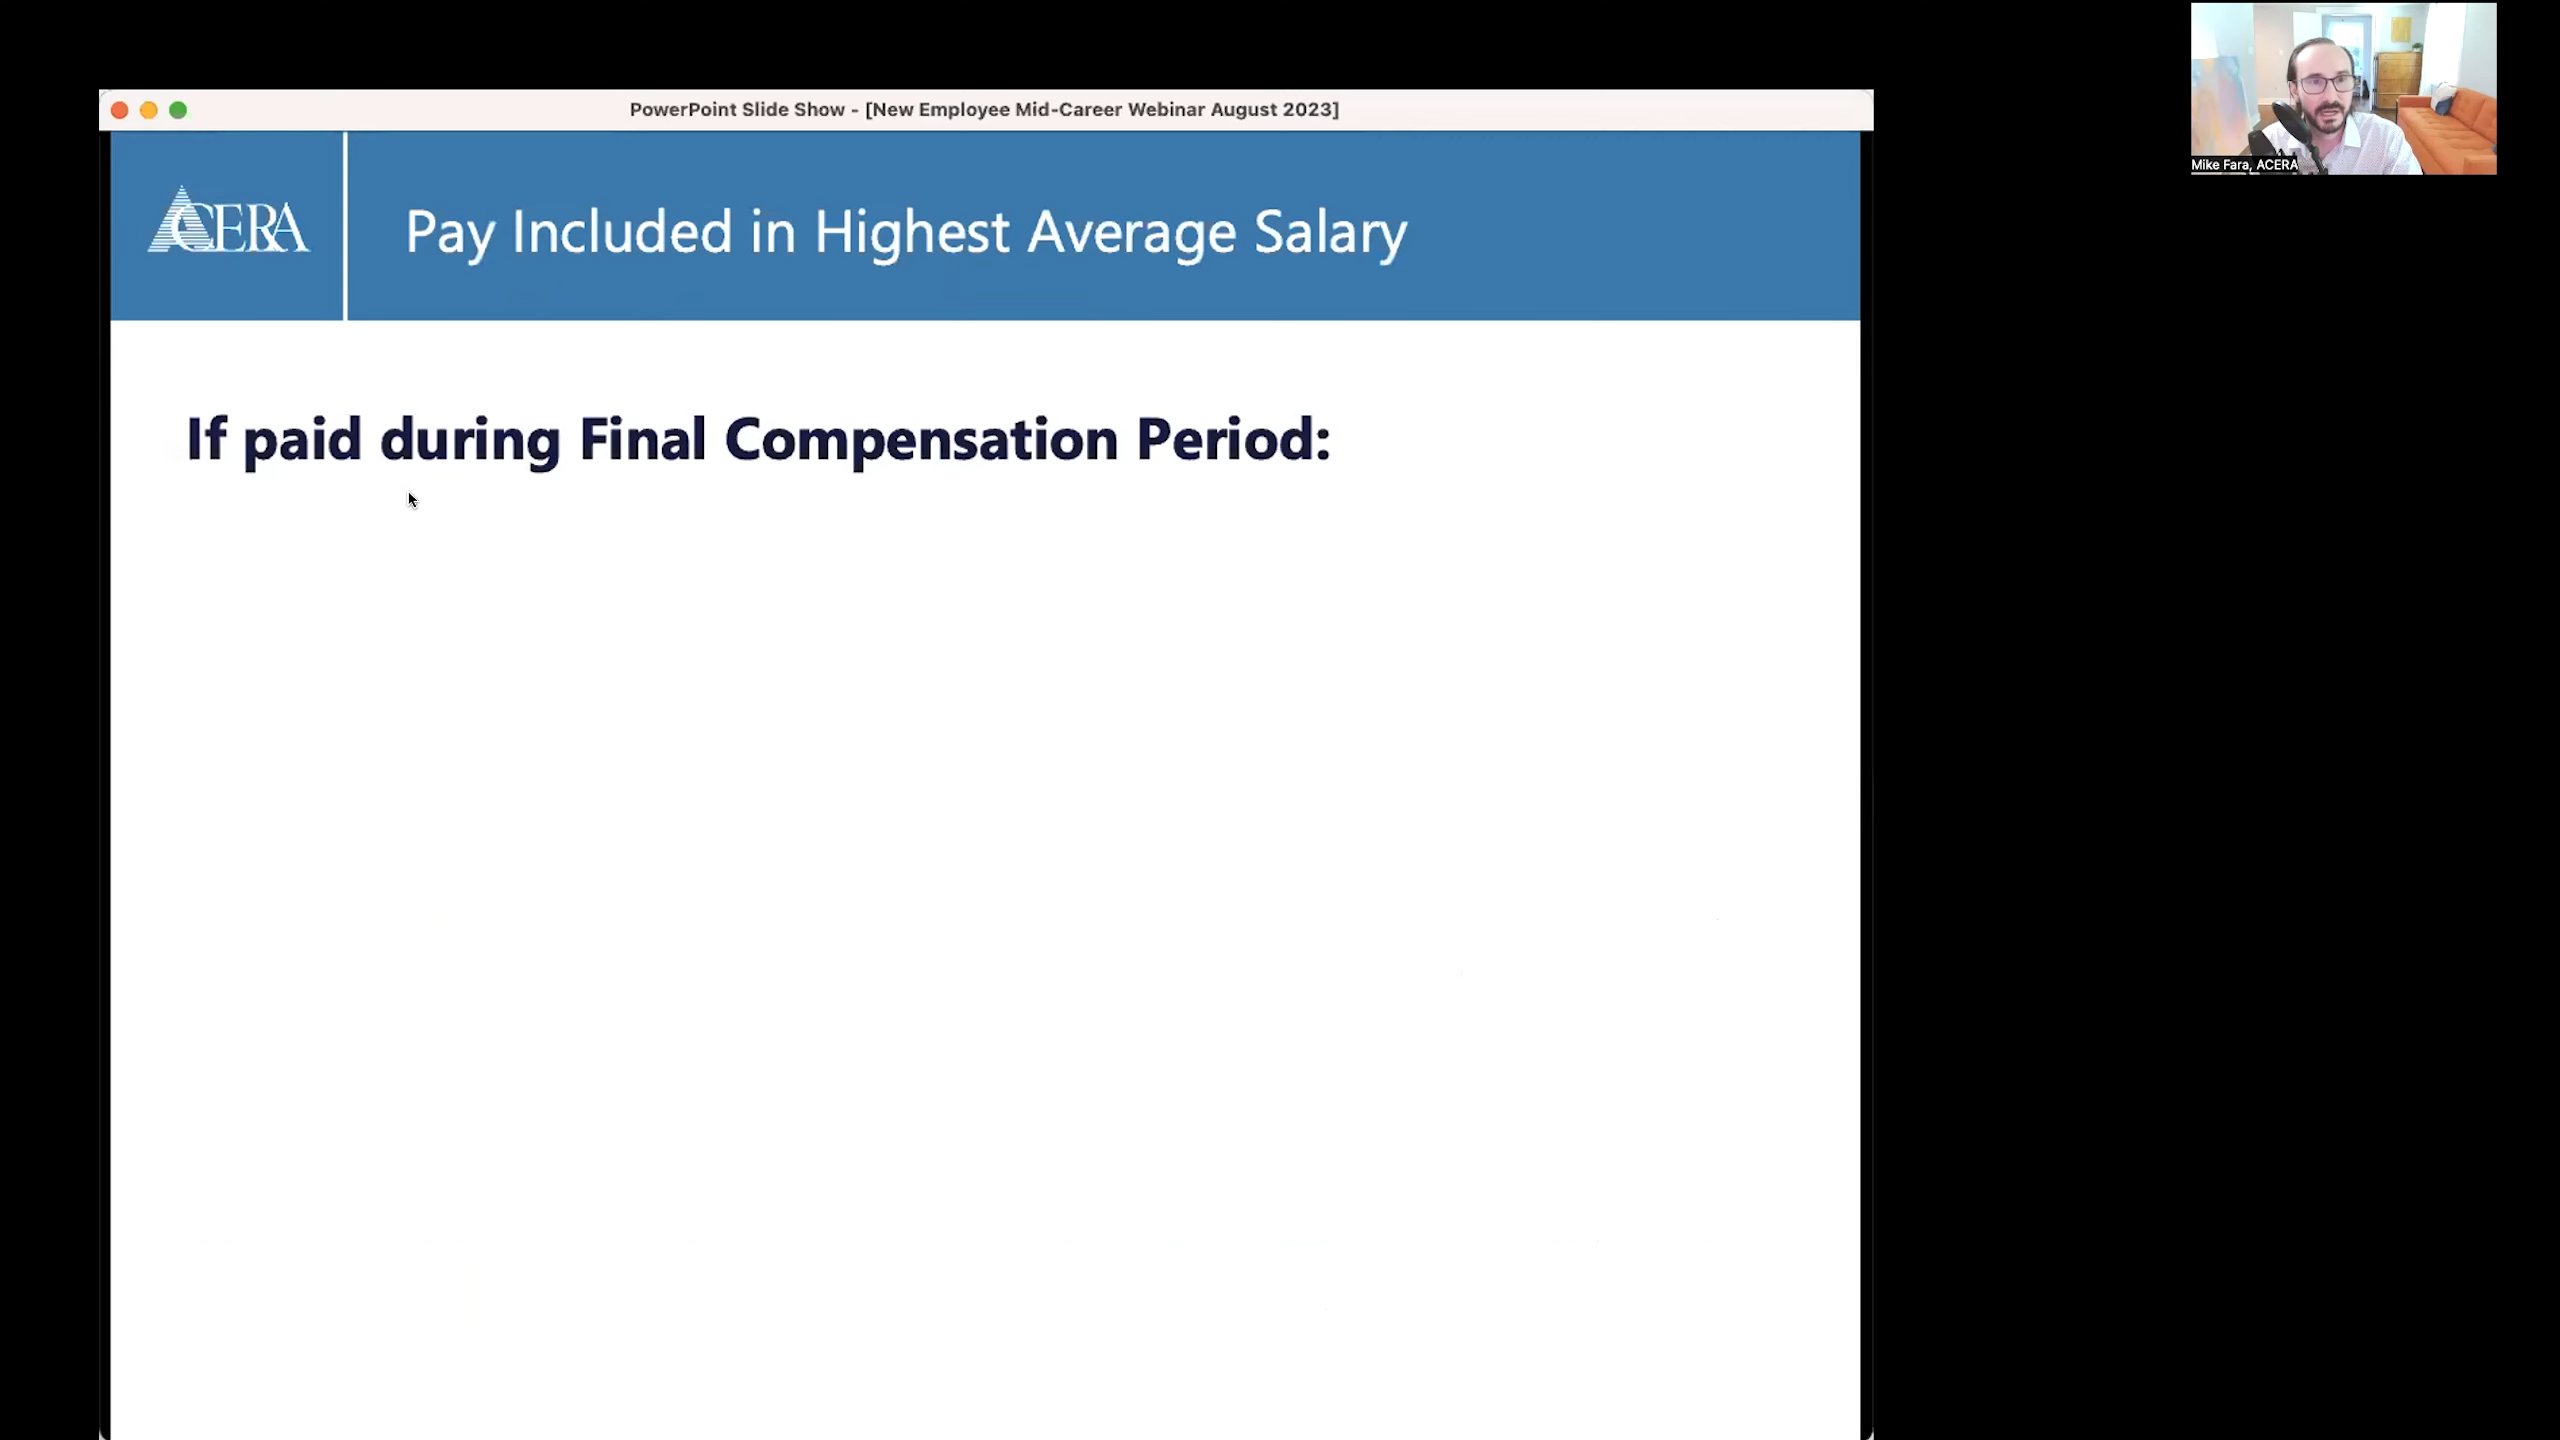 PowerPoint Slide Show - [New Employee Mid-Career Webinar August 2023]
Mike Fara, ACERA
ACERA
Pay Included in Highest Average Salary
If paid during Final Compensation Period: